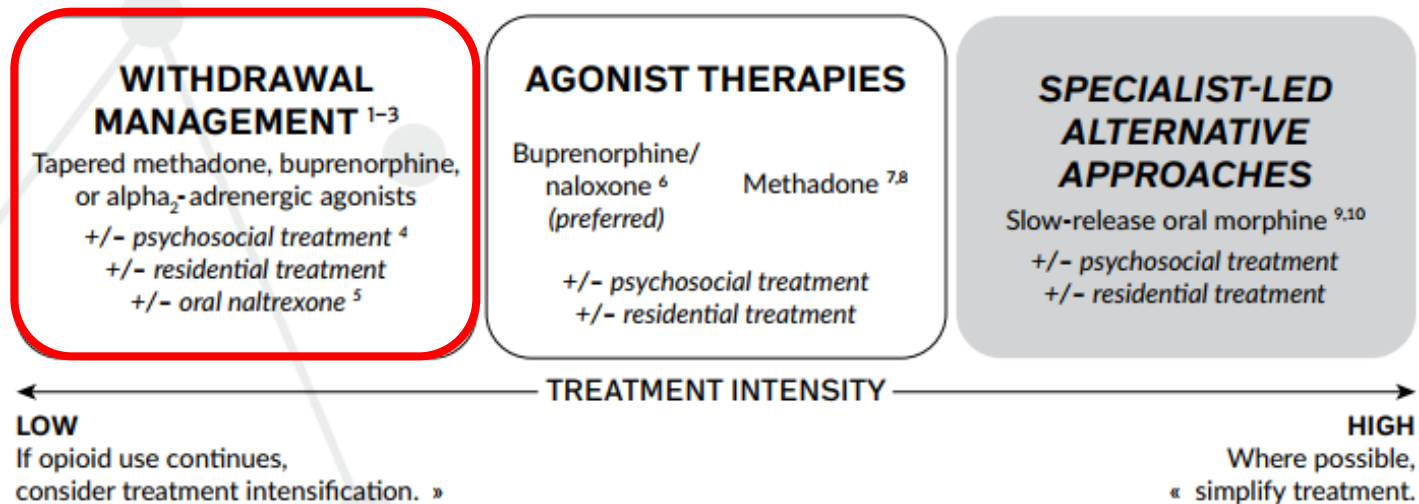 WITHDRAWAL
MANAGEMENT 1–3
Tapered methadone, buprenorphine,
or alpha2-adrenergic agonists
+/– psychosocial treatment 4
+/– residential treatment
+/– oral naltrexone 5
AGONIST THERAPIES
Buprenorphine/
naloxone 6
(preferred)
Methadone 7,8
+/– psychosocial treatment
+/– residential treatment
SPECIALIST-LED
ALTERNATIVE
APPROACHES
Slow-release oral morphine 9,10
+/– psychosocial treatment
+/– residential treatment
TREATMENT INTENSITY
LOW
If opioid use continues,
consider treatment intensification. »
HIGH
Where possible,
« simplify treatment.